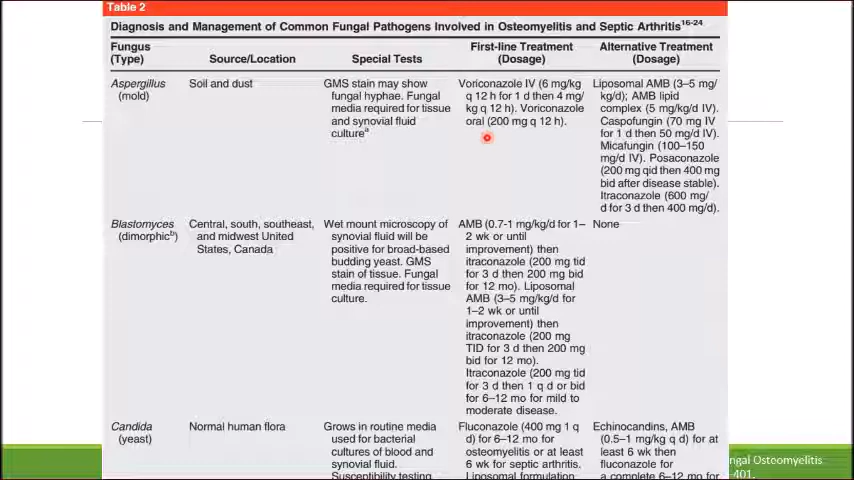 Table 2
Diagnosis and Management of Common Fungal Pathogens Involved in Osteomyelitis and Septic Arthritis16-24
Fungus
(Type)
Source/Location
Special Tests
First-line Treatment
(Dosage)
Alternative Treatment
(Dosage)
Aspergillus
(mold)
Soil and dust
GMS stain may show
fungal hyphae. Fungal
media required for tissue
and synovial fluid
culturea
Voriconazole IV (6 mg/kg
q 12 h for 1 d then 4 mg/
kg q 12 h). Voriconazole
oral (200 mg q 12 h).
Liposomal AMB (3–5 mg/
kg/d); AMB lipid
complex (5 mg/kg/d IV).
Caspofungin (70 mg IV
for 1 d then 50 mg/d IV).
Micafungin (100–150
mg/d IV). Posaconazole
(200 mg qid then 400 mg
bid after disease stable).
Itraconazole (600 mg/
d for 3 d then 400 mg/d).
Blastomyces
(dimorphicb)
Central, south, southeast,
and midwest United
States, Canada
Wet mount microscopy of
synovial fluid will be
positive for broad-based
budding yeast. GMS
stain of tissue. Fungal
media required for tissue
culture.
AMB (0.7-1 mg/kg/d for 1–
2 wk or until
improvement) then
itraconazole (200 mg tid
for 3 d then 200 mg bid
for 12 mo). Liposomal
AMB (3–5 mg/kg/d for
1–2 wk or until
improvement) then
itraconazole (200 mg
TID for 3 d then 200 mg
bid for 12 mo).
Itraconazole (200 mg tid
for 3 d then 1 q d or bid
for 6–12 mo for mild to
moderate disease.
None
Candida
(yeast)
Normal human flora
Grows in routine media
used for bacterial
cultures of blood and
synovial fluid.
Susceptibility testing
Fluconazole (400 mg 1 q
d) for 6–12 mo for
osteomyelitis or at least
6 wk for septic arthritis.
Liposomal formulation
Echinocandins, AMB
(0.5–1 mg/kg q d) for at
least 6 wk then
fluconazole for
a complete 6–12 mo for
ngal Osteomyelitis
-401.